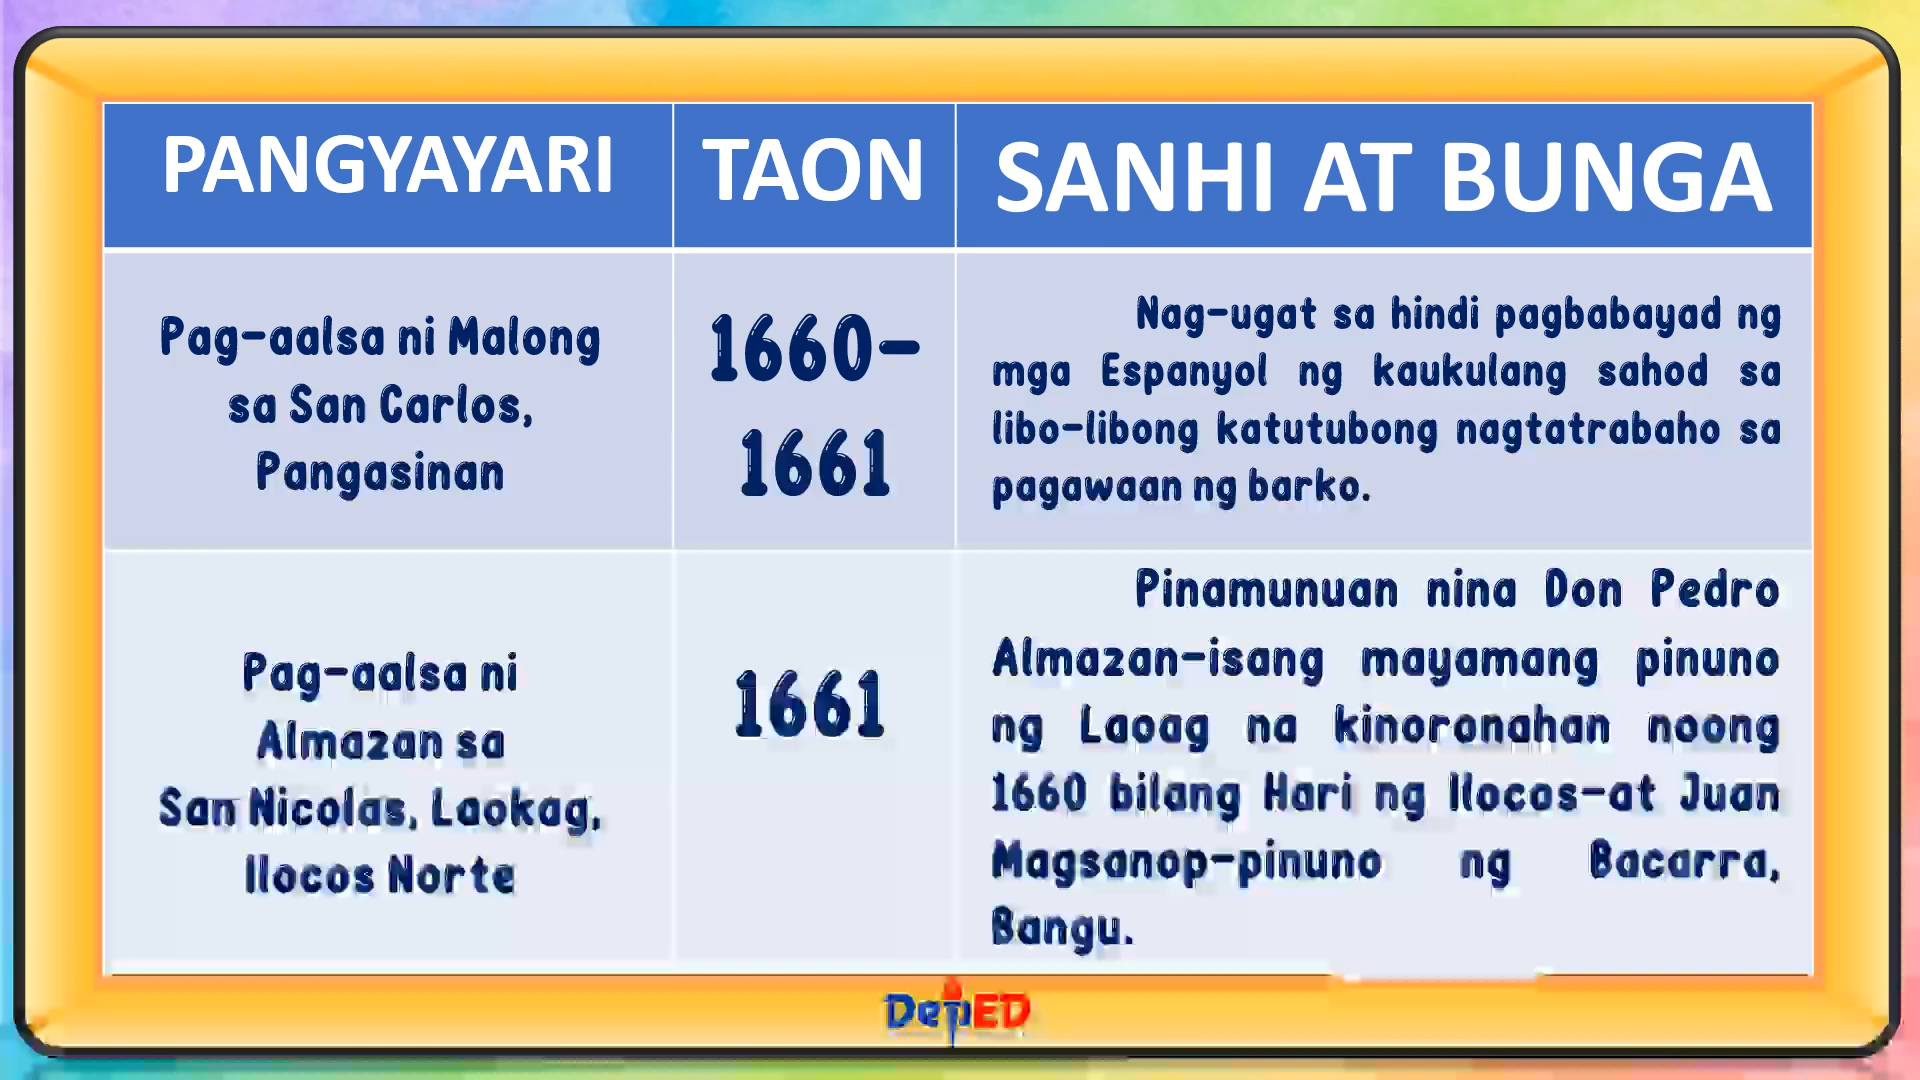 PANGYAYARI
TAON
SANHI AT BUNGA
Pag-aalsa ni Malong
sa San Carlos,
Pangasinan
1660-
1661
Nag-ugat sa hindi pagbabayad ng
mga Espanyol ng kaukulang sahod sa
libo-libong katutubong nagtatrabaho sa
pagawaan ng barko.
Pag-aalsa ni
Almazan sa
San Nicolas, Laokag,
Ilocos Norte
1661
Pinamunuan nina Don Pedro
Almazan-isang mayamang pinuno
ng Laoag na kinoronahan noong
1660 bilang Hari ng Ilocos-at Juan
Magsanop-pinuno ng Bacarra,
Bangu.
DepED